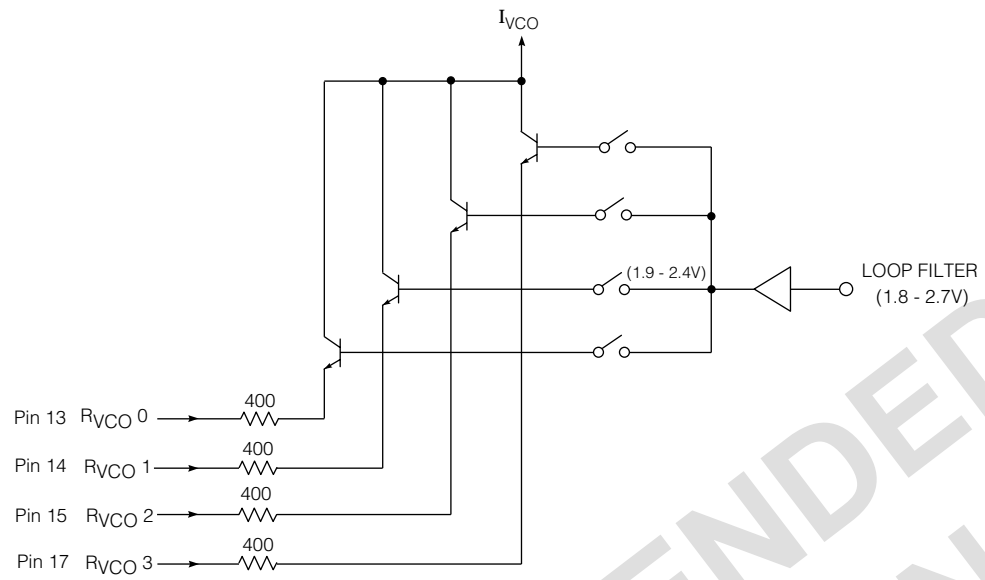 IVCO
(1.9 - 2.4V)
LOOP FILTER
(1.8 - 2.7V)
400
Pin 13 RVCO 0
400
Pin 14 RVCO 1
400
Pin 15 RVCO 2
400
Pin 17 RVCO 3
ENDED